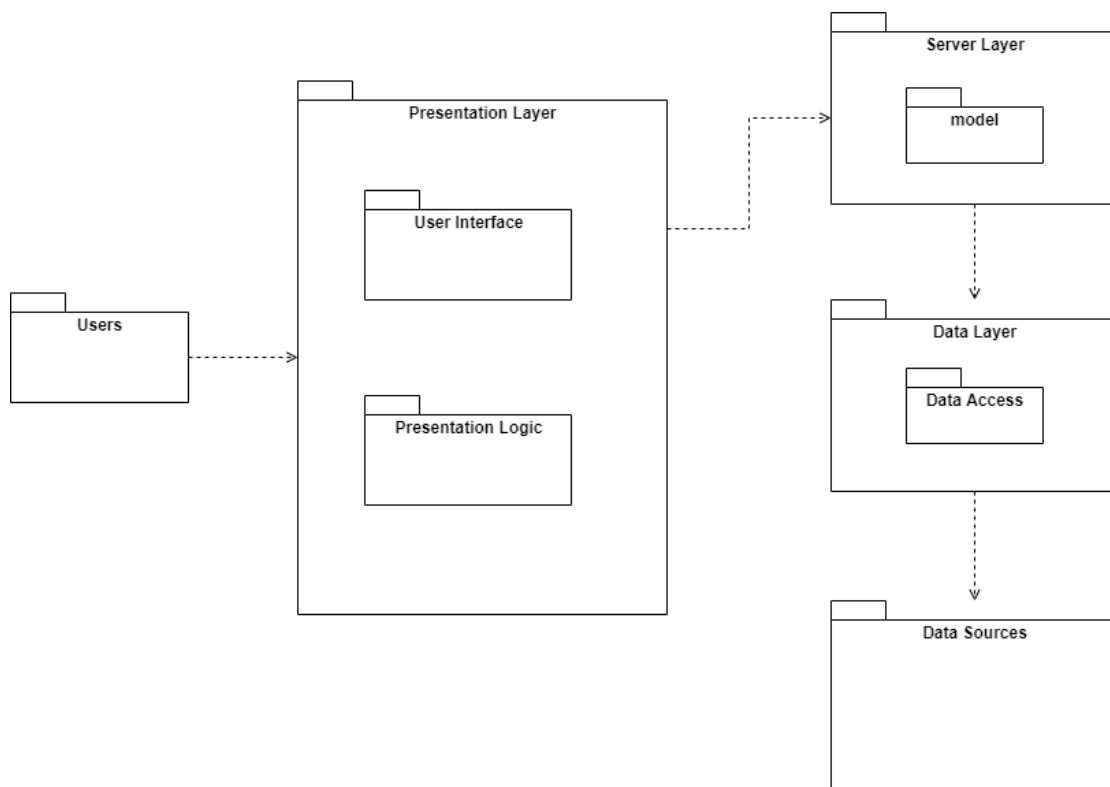 Server Layer
model
Presentation Layer
User Interface
Users
Presentation Logic
Data Layer
Data Access
Data Sources